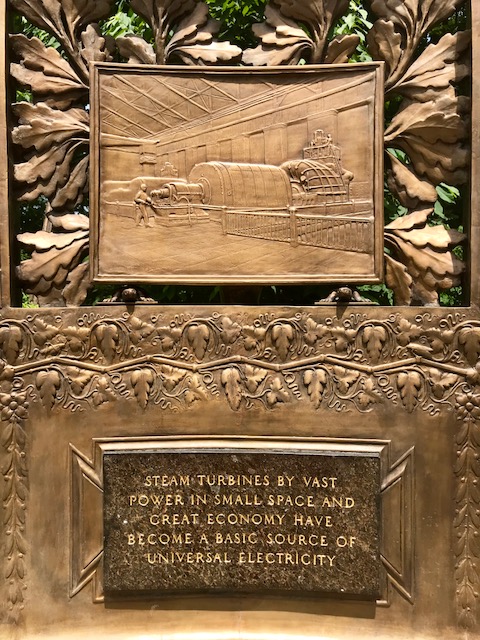 STEAM TURBINES BY VAST
POWER IN SMALL SPACE AND
GREAT ECONOMY HAVE
BECOME A BASIC SOURCE OF
UNIVERSAL ELECTRICITY